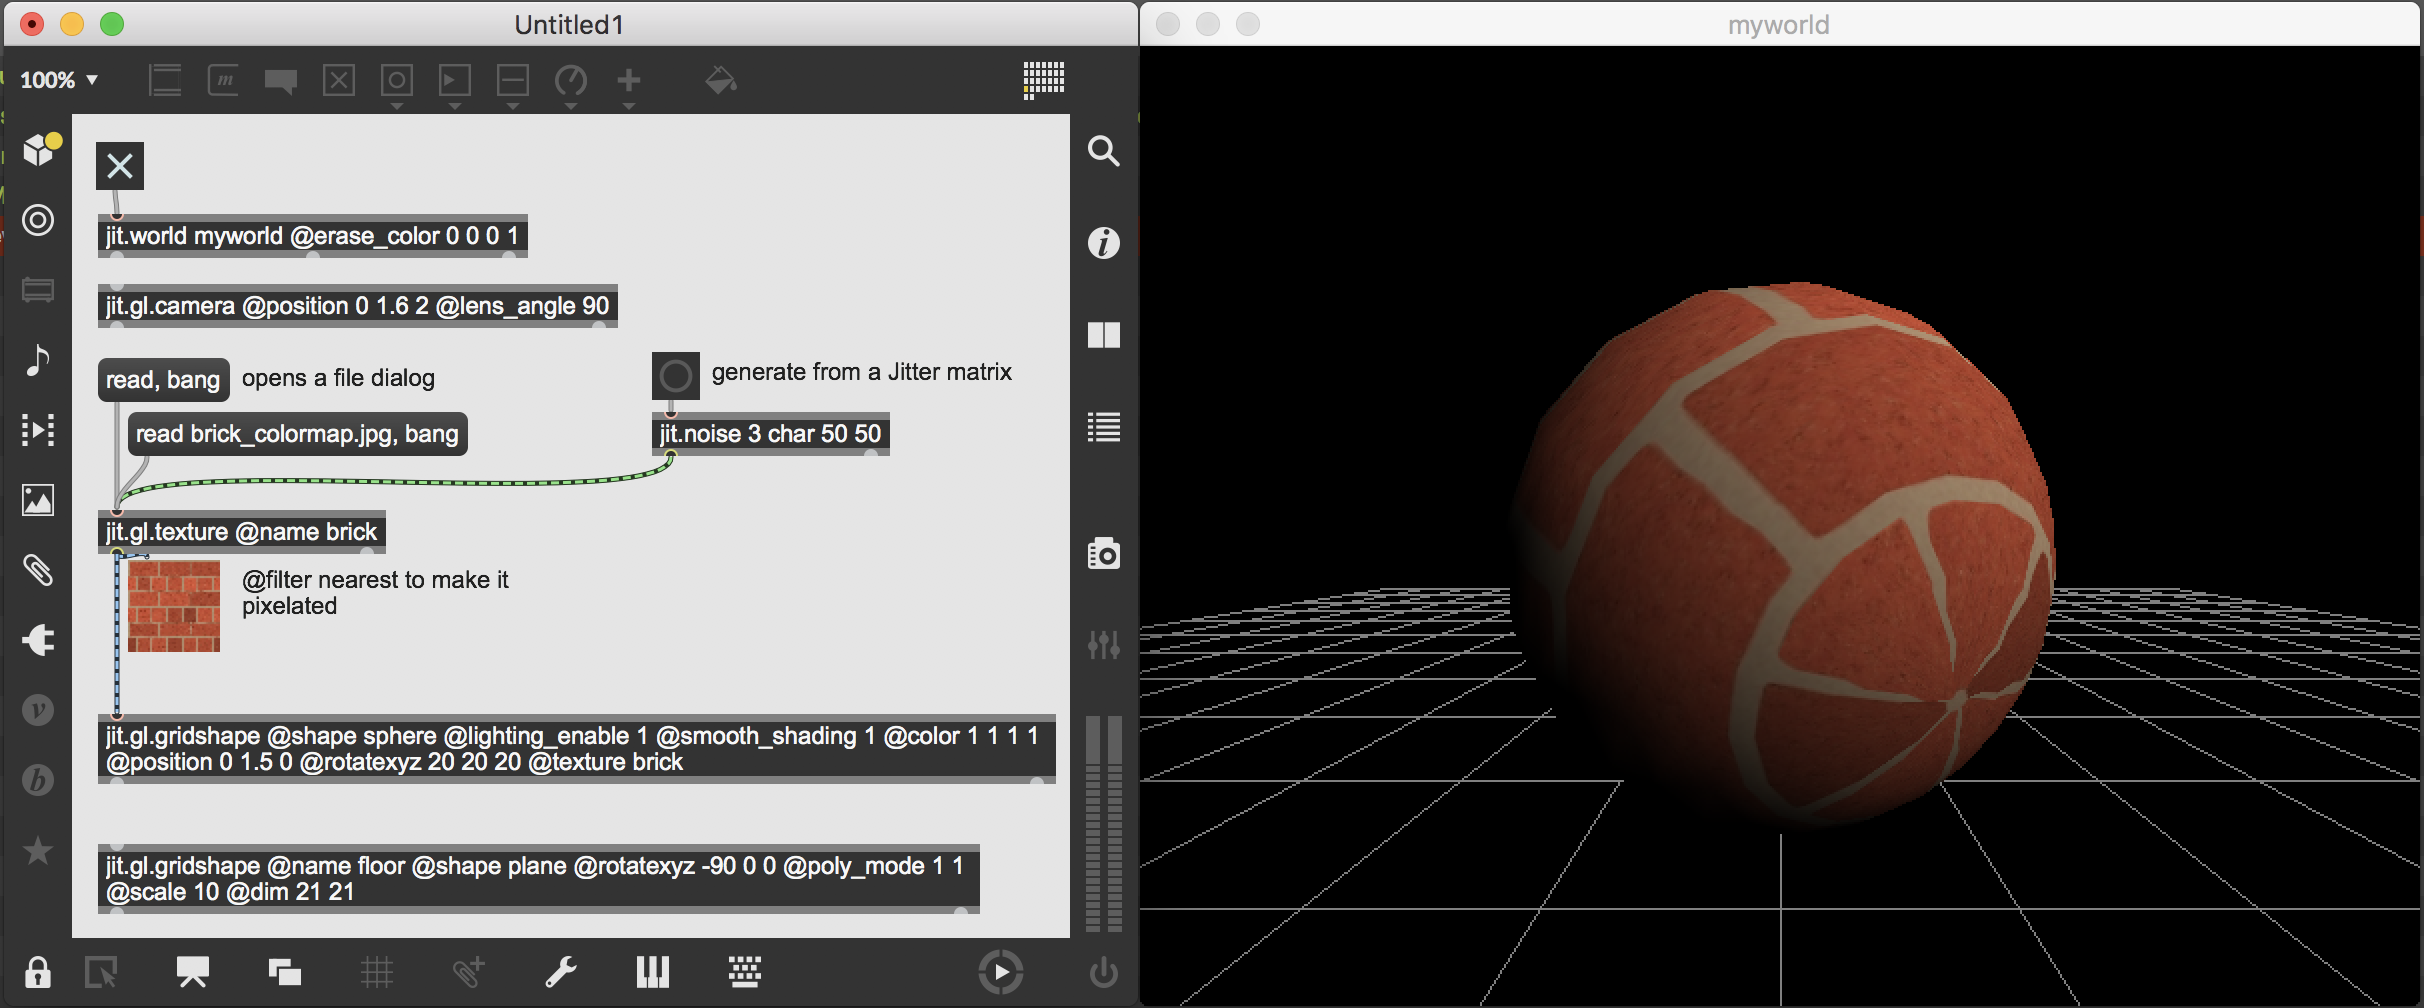 Untitled1
myworld
100%
jit.world myworld @erase_color 0 0 0 1
jit.gl.camera @position 0 1.6 2 @lens_angle 90
read, bang
opens a file dialog
generate from a Jitter matrix
read brick_colormap.jpg, bang
jit.noise 3 char 50 50
jit.gl.texture @name brick
@filter nearest to make it
pixelated
jit.gl.gridshape @shape sphere @lighting_enable 1 @smooth_shading 1 @color 1 1 1 1
@position 0 1.5 0 @rotatexyz 20 20 20 @texture brick
jit.gl.gridshape @name floor @shape plane @rotatexyz -90 0 0 @poly_mode 1 1
@scale 10 @dim 21 21